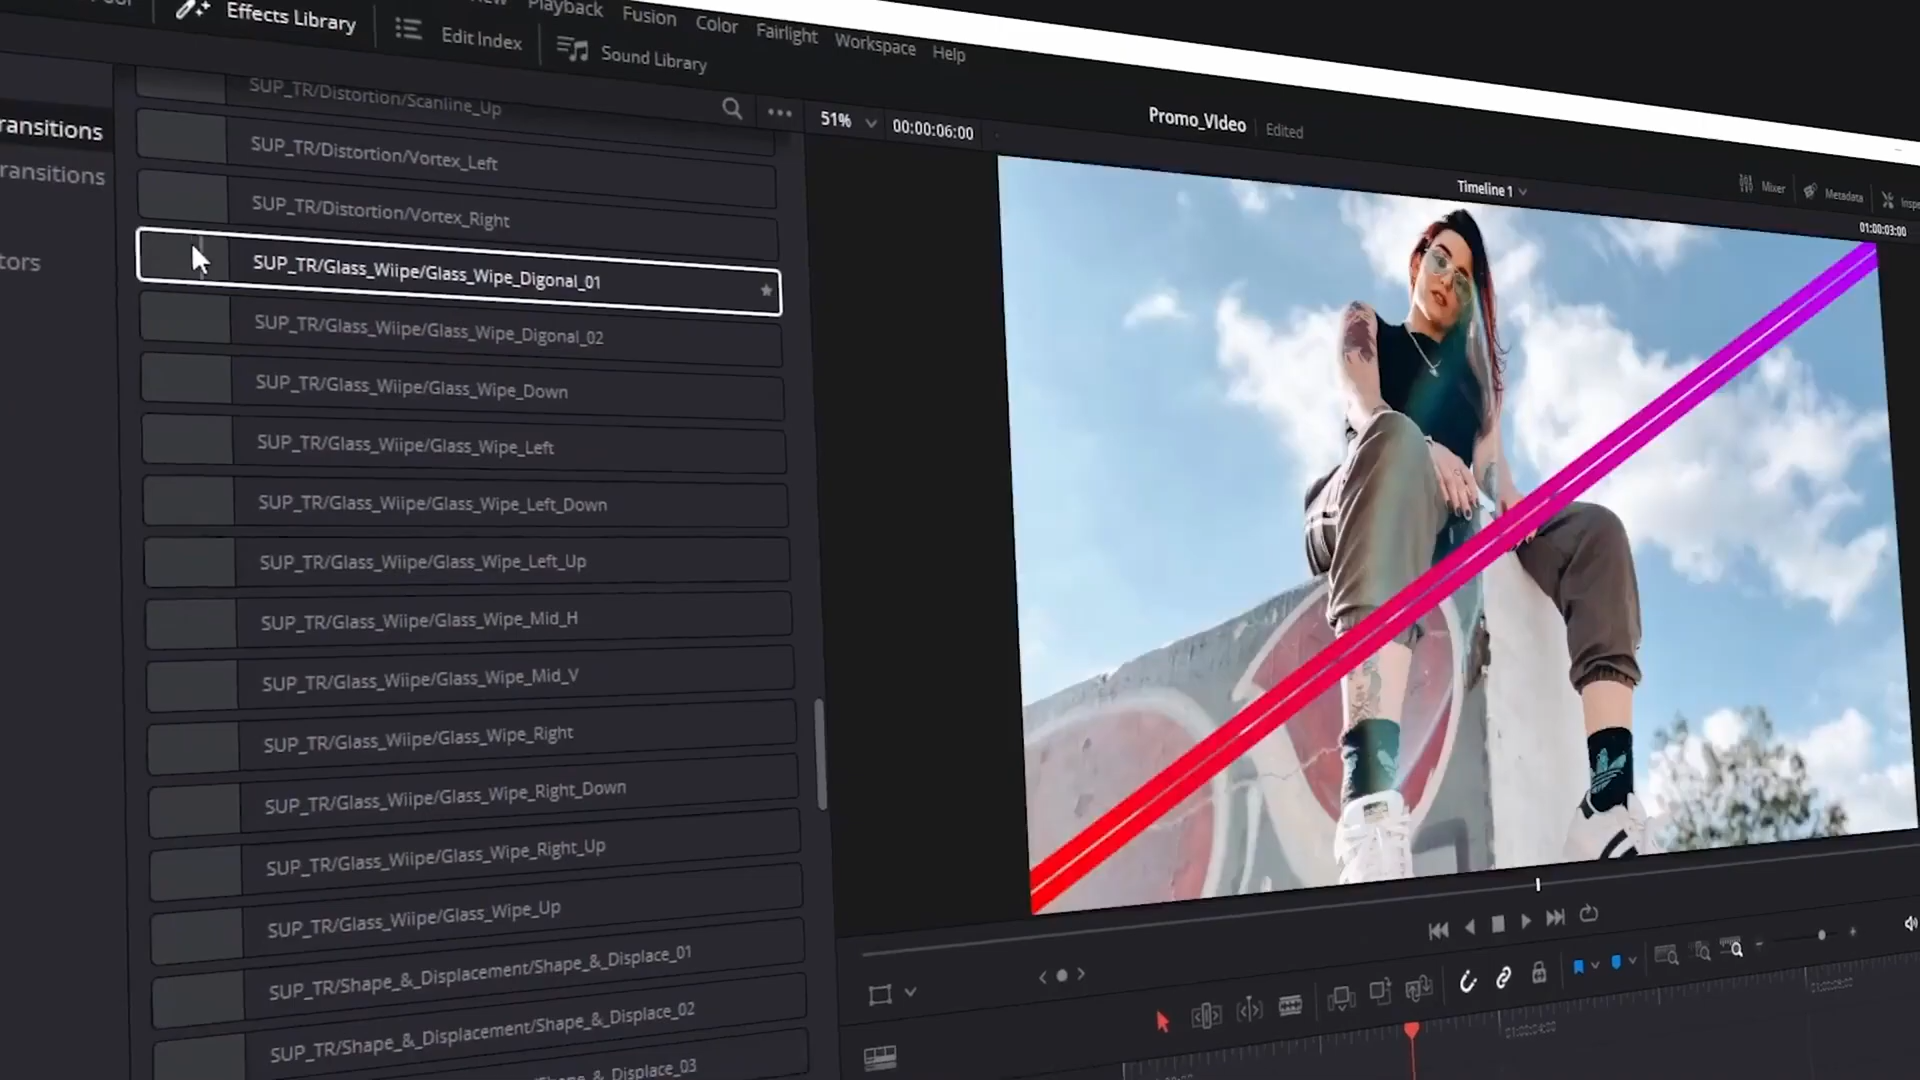 Playback Fusion Color Fairlight Workspace Help
Effects Library
Edit Index
Sound Library
ransitions
ransitions
tors
SUP_TR/Distortion/Scanline_Up
SUP_TR/Distortion/Vortex_Left
SUP_TR/Distortion/Vortex_Right
SUP_TR/Glass_Wiipe/Glass_Wipe_Digonal_01
SUP_TR/Glass_Wiipe/Glass_Wipe_Digonal_02
SUP_TR/Glass_Wiipe/Glass_Wipe_Down
SUP_TR/Glass_Wiipe/Glass_Wipe_Left
SUP_TR/Glass_Wiipe/Glass_Wipe_Left_Down
SUP_TR/Glass_Wiipe/Glass_Wipe_Left_Up
SUP_TR/Glass_Wiipe/Glass_Wipe_Mid_H
SUP_TR/Glass_Wiipe/Glass_Wipe_Mid_V
SUP_TR/Glass_Wiipe/Glass_Wipe_Right
SUP_TR/Glass_Wiipe/Glass_Wipe_Right_Down
SUP_TR/Glass_Wiipe/Glass_Wipe_Right_Up
SUP_TR/Glass_Wiipe/Glass_Wipe_Up
SUP_TR/Shape_&_Displacement/Shape_&_Displace_01
SUP_TR/Shape_&_Displacement/Shape_&_Displace_02
Shape_&_Displace_03
51%
00:00:06:00
Promo_VIdeo
Edited
Timeline 1
Mixer
Metadata
Inspe
01:00:03:00